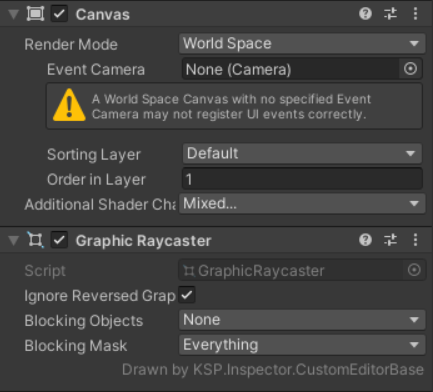 Canvas
Render Mode World Space
Event Camera None (Camera)
A World Space Canvas with no specified Event
Camera may not register UI events correctly.
Sorting Layer Default
Order in Layer 1
Additional Shader Cha Mixed...
Graphic Raycaster
Script GraphicRaycaster
Ignore Reversed Grap
Blocking Objects None
Blocking Mask Everything
Drawn by KSP.Inspector.CustomEditorBase